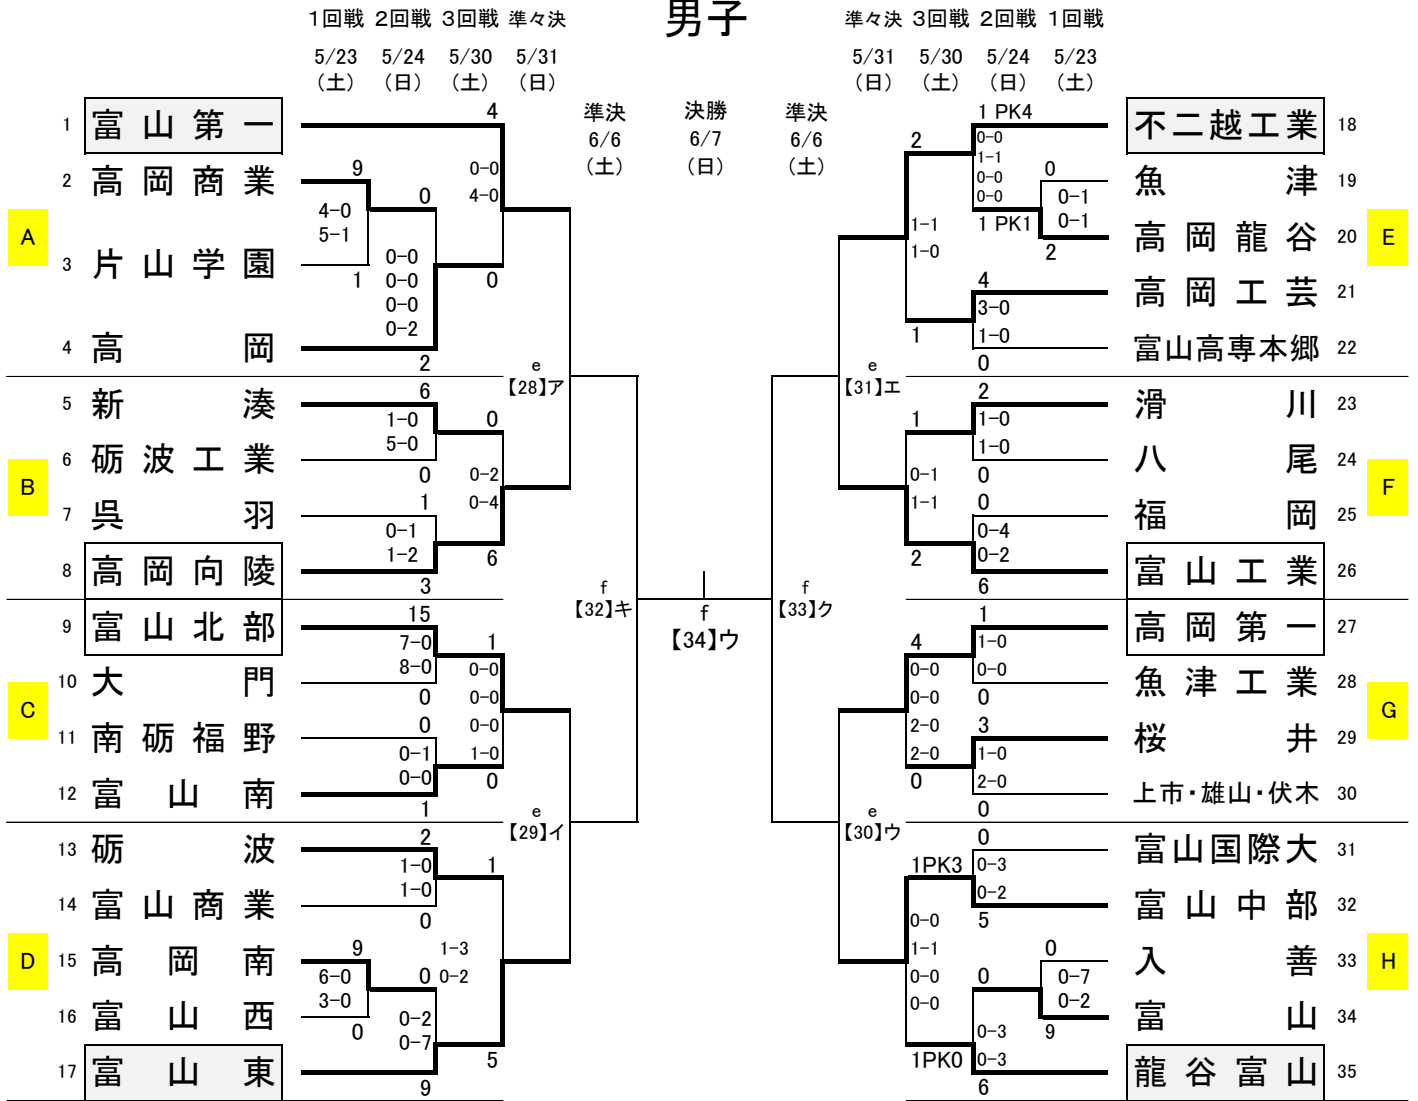 男子
1回戦 2回戦 3回戦 準々決
準々決 3回戦 2回戦 1回戦
5/23 5/24 5/30 5/31
5/31 5/30 5/24 5/23
(土) (日) (土) (日)
(日) (土) (日) (土)
準決 決勝 準決
6/6 6/7 6/6
(土) (日) (土)
A
1 富山第一
4
2 高岡商業
9
0-0
4-0
4-0
5-1
0
3 片山学園
1
0-0
0-0
0-0
0-2
0
4 高岡
2
e
【28】ア
B
5 新湊
6
1-0
5-0
0
6 砺波工業
0
0-2
0-4
7 呉羽
1
0-1
1-2
6
8 高岡向陵
3
f
【32】キ
C
9 富山北部
15
7-0
8-0
1
10 大門
0
0-0
0-0
0-0
1-0
11 南砺福野
0
0-1
0-0
0
12 富山南
1
e
【29】イ
D
13 砺波
2
1-0
1-0
1
14 富山商業
0
1-3
0-2
15 高岡南
9
6-0
3-0
0
16 富山西
0
0-2
0-7
5
17 富山東
9
f
【34】ウ
E
不二越工業 18
1 PK4
0-0
1-1
0-0
0-0
2
魚津 19
0
0-1
0-1
1 PK1
高岡龍谷 20
2
1-1
1-0
高岡工芸 21
4
3-0
1-0
1
富山高専本郷 22
0
e
【31】エ
F
滑川 23
2
1-0
1-0
1
八尾 24
0
0-1
1-1
福岡 25
0
0-4
0-2
2
富山工業 26
6
f
【33】ク
G
高岡第一 27
1
1-0
0-0
4
魚津工業 28
0
0-0
0-0
2-0
2-0
桜井 29
3
1-0
2-0
0
上市・雄山・伏木 30
0
e
【30】ウ
H
富山国際大 31
0
0-3
0-2
1PK3
富山中部 32
5
0-0
1-1
0-0
0-0
入善 33
0
0-7
0-2
0
富山 34
9
0-3
0-3
1PK0
龍谷富山 35
6